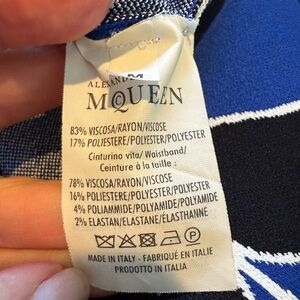 M
ALEXAND
McQUEEN
83% VISCOSA/RAYON/VISCOSE
17% POLIESTERE/POLYESTER/POLYESTER
Cinturino vita/ Waistband/
Ceinture à la taille :
78% VISCOSA/RAYON/VISCOSE
16% POLIESTERE/POLYESTER/POLYESTER
4% POLIAMMIDE/POLYAMIDE/POLYAMIDE
2% ELASTAN/ELASTANE/ÉLASTHANNE
MADE IN ITALY - FABRIQUÉ EN ITALIE
PRODOTTO IN ITALIA